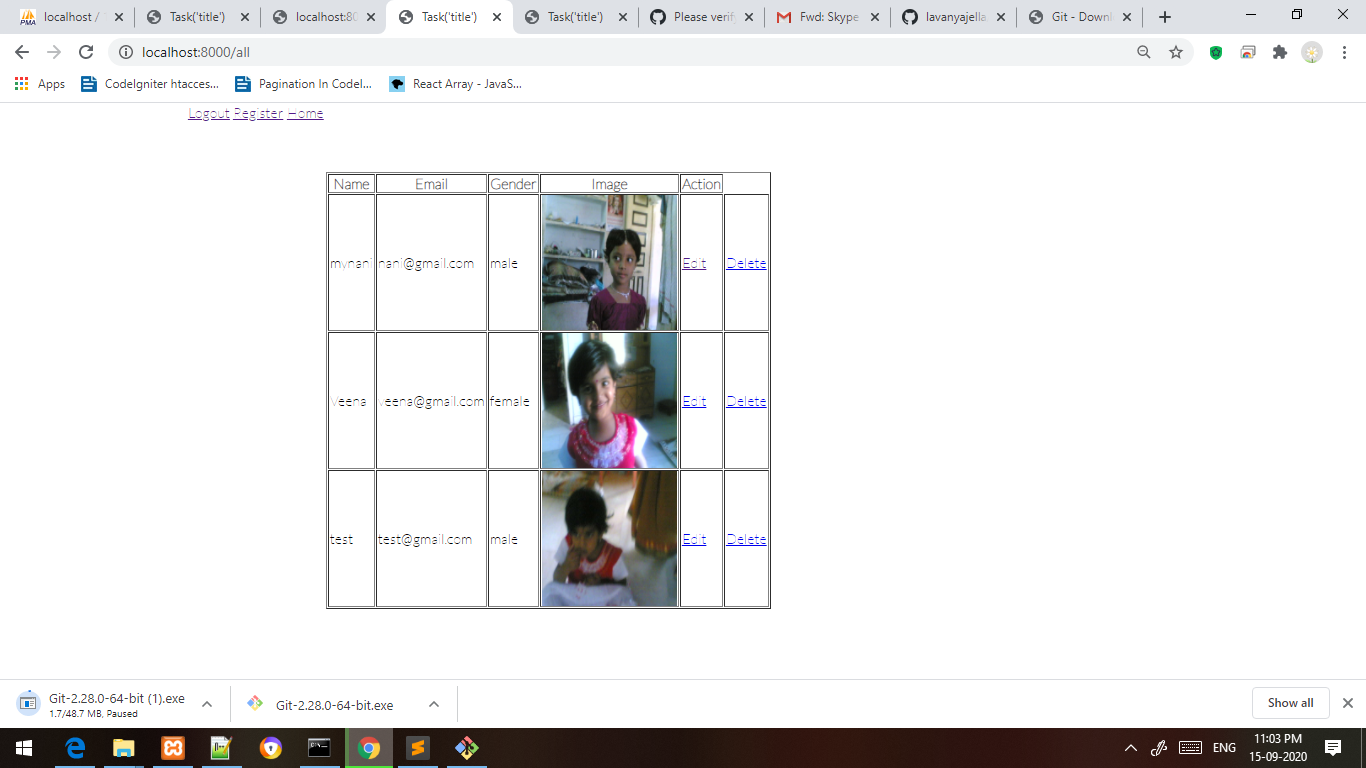 localhost / Task('title') localhost:80 Task('title') Task('title') Please verif Fwd: Skype lavanyajella Git - Downl
localhost:8000/all
Apps CodeIgniter htacces... Pagination In CodeI... React Array - JavaS...
Logout Register Home
Name Email Gender Image Action
mvnani nani@gmail.com male Edit Delete
Veena veena@gmail.com female Edit Delete
test test@gmail.com male Edit Delete
Git-2.28.0-64-bit (1).exe
1.7/48.7 MB, Paused
Git-2.28.0-64-bit.exe
Show all
ENG
11:03 PM
15-09-2020